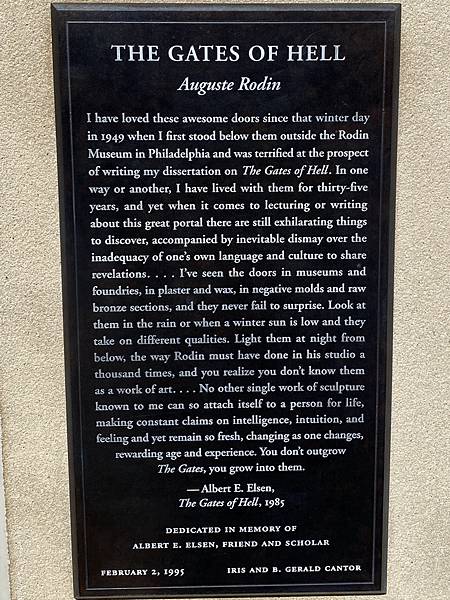 THE GATES OF HELL
Auguste Rodin
I have loved these awesome doors since that winter day
in 1949 when I first stood below them outside the Rodin
Museum in Philadelphia and was terrified at the prospect
of writing my dissertation on The Gates of Hell. In one
way or another, I have lived with them for thirty-five
years, and yet when it comes to lecturing or writing
about this great portal there are still exhilarating things
to discover, accompanied by inevitable dismay over the
inadequacy of one's own language and culture to share
revelations. . . . I've seen the doors in museums and
foundries, in plaster and wax, in negative molds and raw
bronze sections, and they never fail to surprise. Look at
them in the rain or when a winter sun is low and they
take on different qualities. Light them at night from
below, the way Rodin must have done in his studio a
thousand times, and you realize you don't know them
as a work of art. . . . No other single work of sculpture
known to me can so attach itself to a person for life,
making constant claims on intelligence, intuition, and
feeling and yet remain so fresh, changing as one changes,
rewarding age and experience. You don't outgrow
The Gates, you grow into them.
—Albert E. Elsen,
The Gates of Hell, 1985
DEDICATED IN MEMORY OF
ALBERT E. ELSEN, FRIEND AND SCHOLAR
FEBRUARY 2, 1995 IRIS AND B. GERALD CANTOR